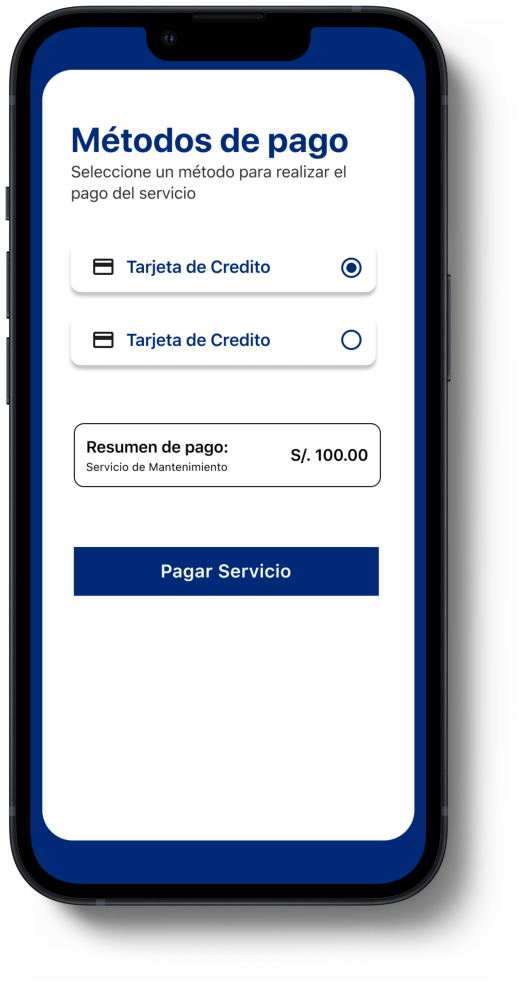 Métodos de pago
Seleccione un método para realizar el
pago del servicio
Tarjeta de Credito
Tarjeta de Credito
Resumen de pago:
S/. 100.00
Servicio de Mantenimiento
Pagar Servicio